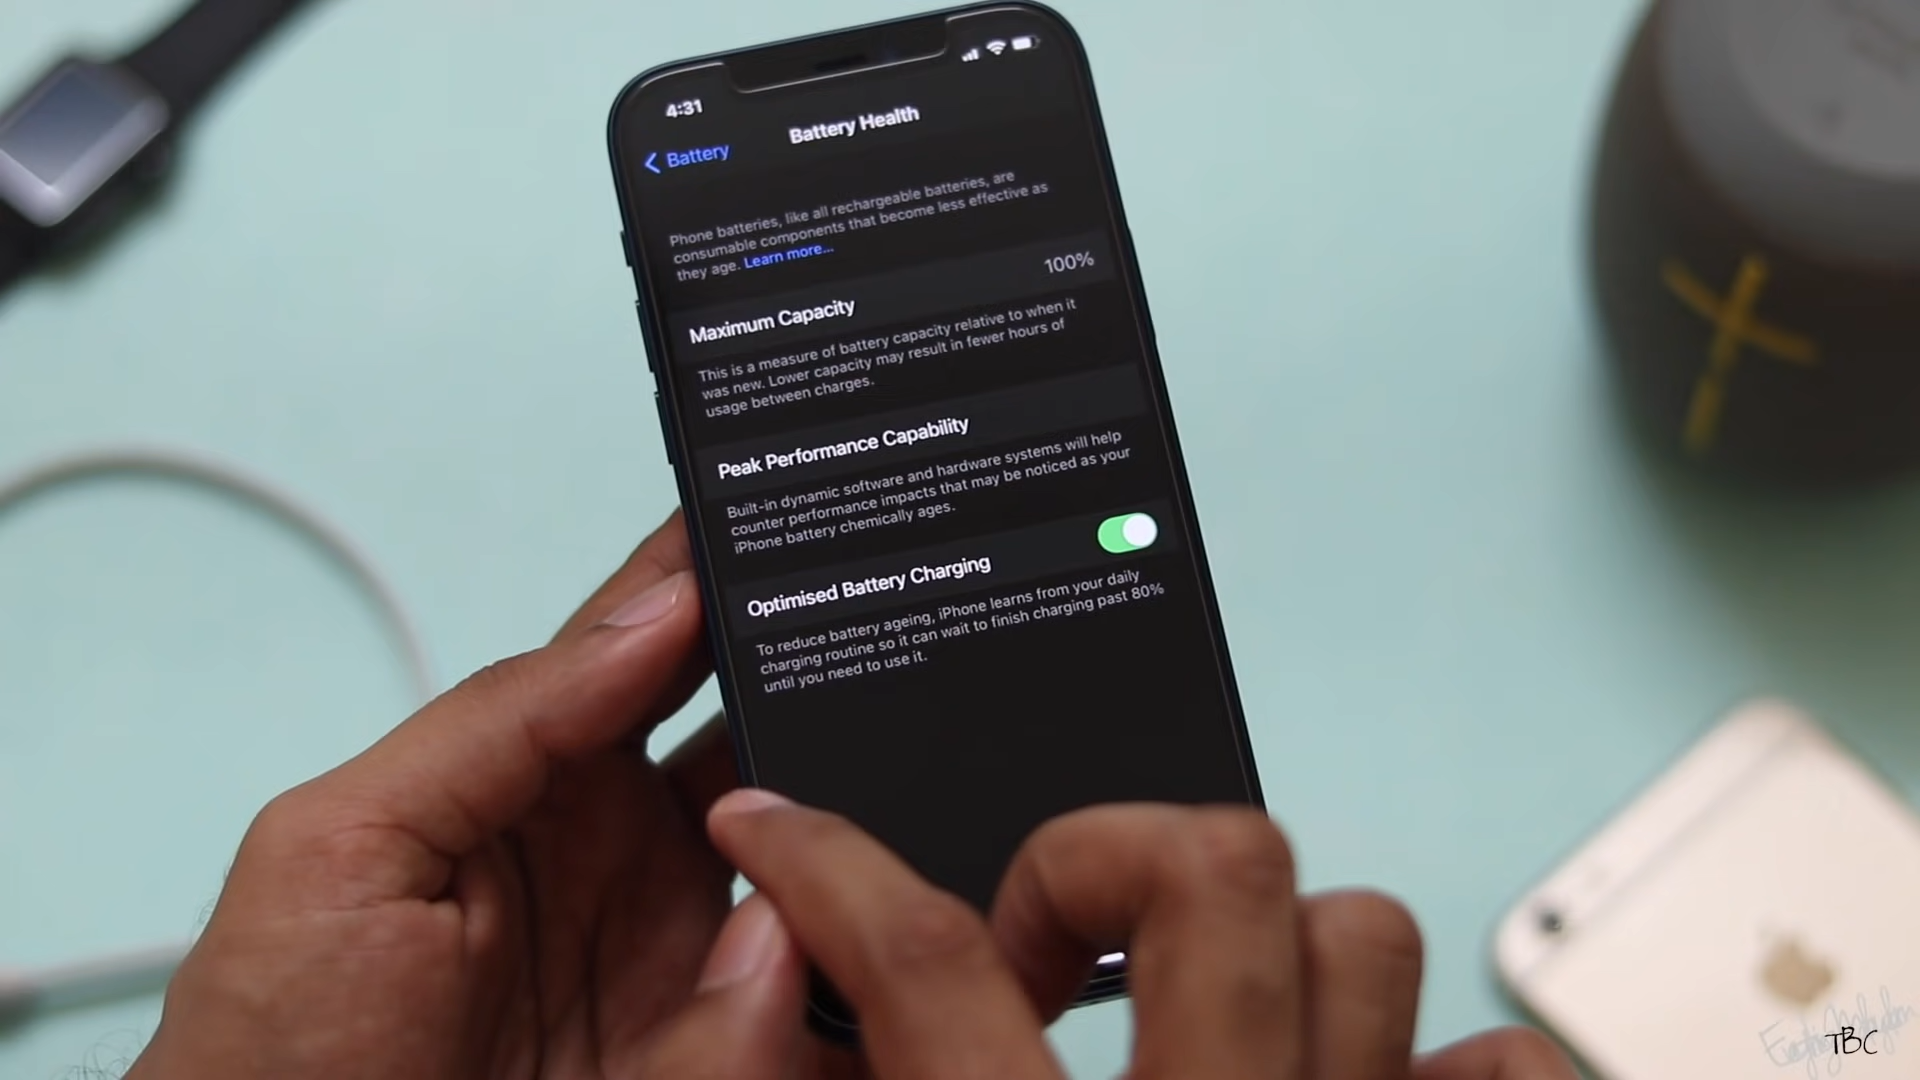 4:31
Battery
Battery Health
Phone batteries, like all rechargeable batteries, are
consumable components that become less effective as
they age. Learn more...
Maximum Capacity
100%
This is a measure of battery capacity relative to when it
was new. Lower capacity may result in fewer hours of
usage between charges.
Peak Performance Capability
Built-in dynamic software and hardware systems will help
counter performance impacts that may be noticed as your
iPhone battery chemically ages.
Optimised Battery Charging
To reduce battery ageing, iPhone learns from your daily
charging routine so it can wait to finish charging past 80%
until you need to use it.
TBC